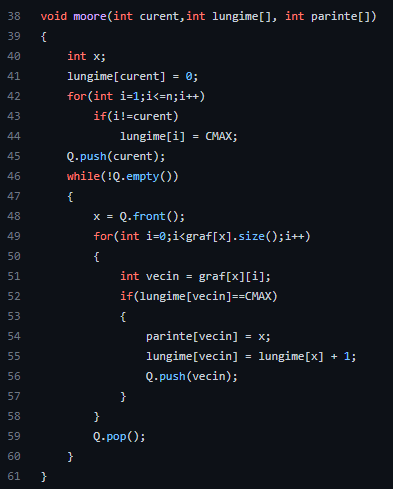 38 void moore(int curent,int lungime[], int parinte[])
39 {
40     int x;
41     lungime[curent] = 0;
42     for(int i=1;i<=n;i++)
43         if(i!=curent)
44             lungime[i] = CMAX;
45     Q.push(curent);
46     while(!Q.empty())
47     {
48         x = Q.front();
49         for(int i=0;i<graf[x].size();i++)
50         {
51             int vecin = graf[x][i];
52             if(lungime[vecin]==CMAX)
53             {
54                 parinte[vecin] = x;
55                 lungime[vecin] = lungime[x] + 1;
56                 Q.push(vecin);
57             }
58         }
59         Q.pop();
60     }
61 }